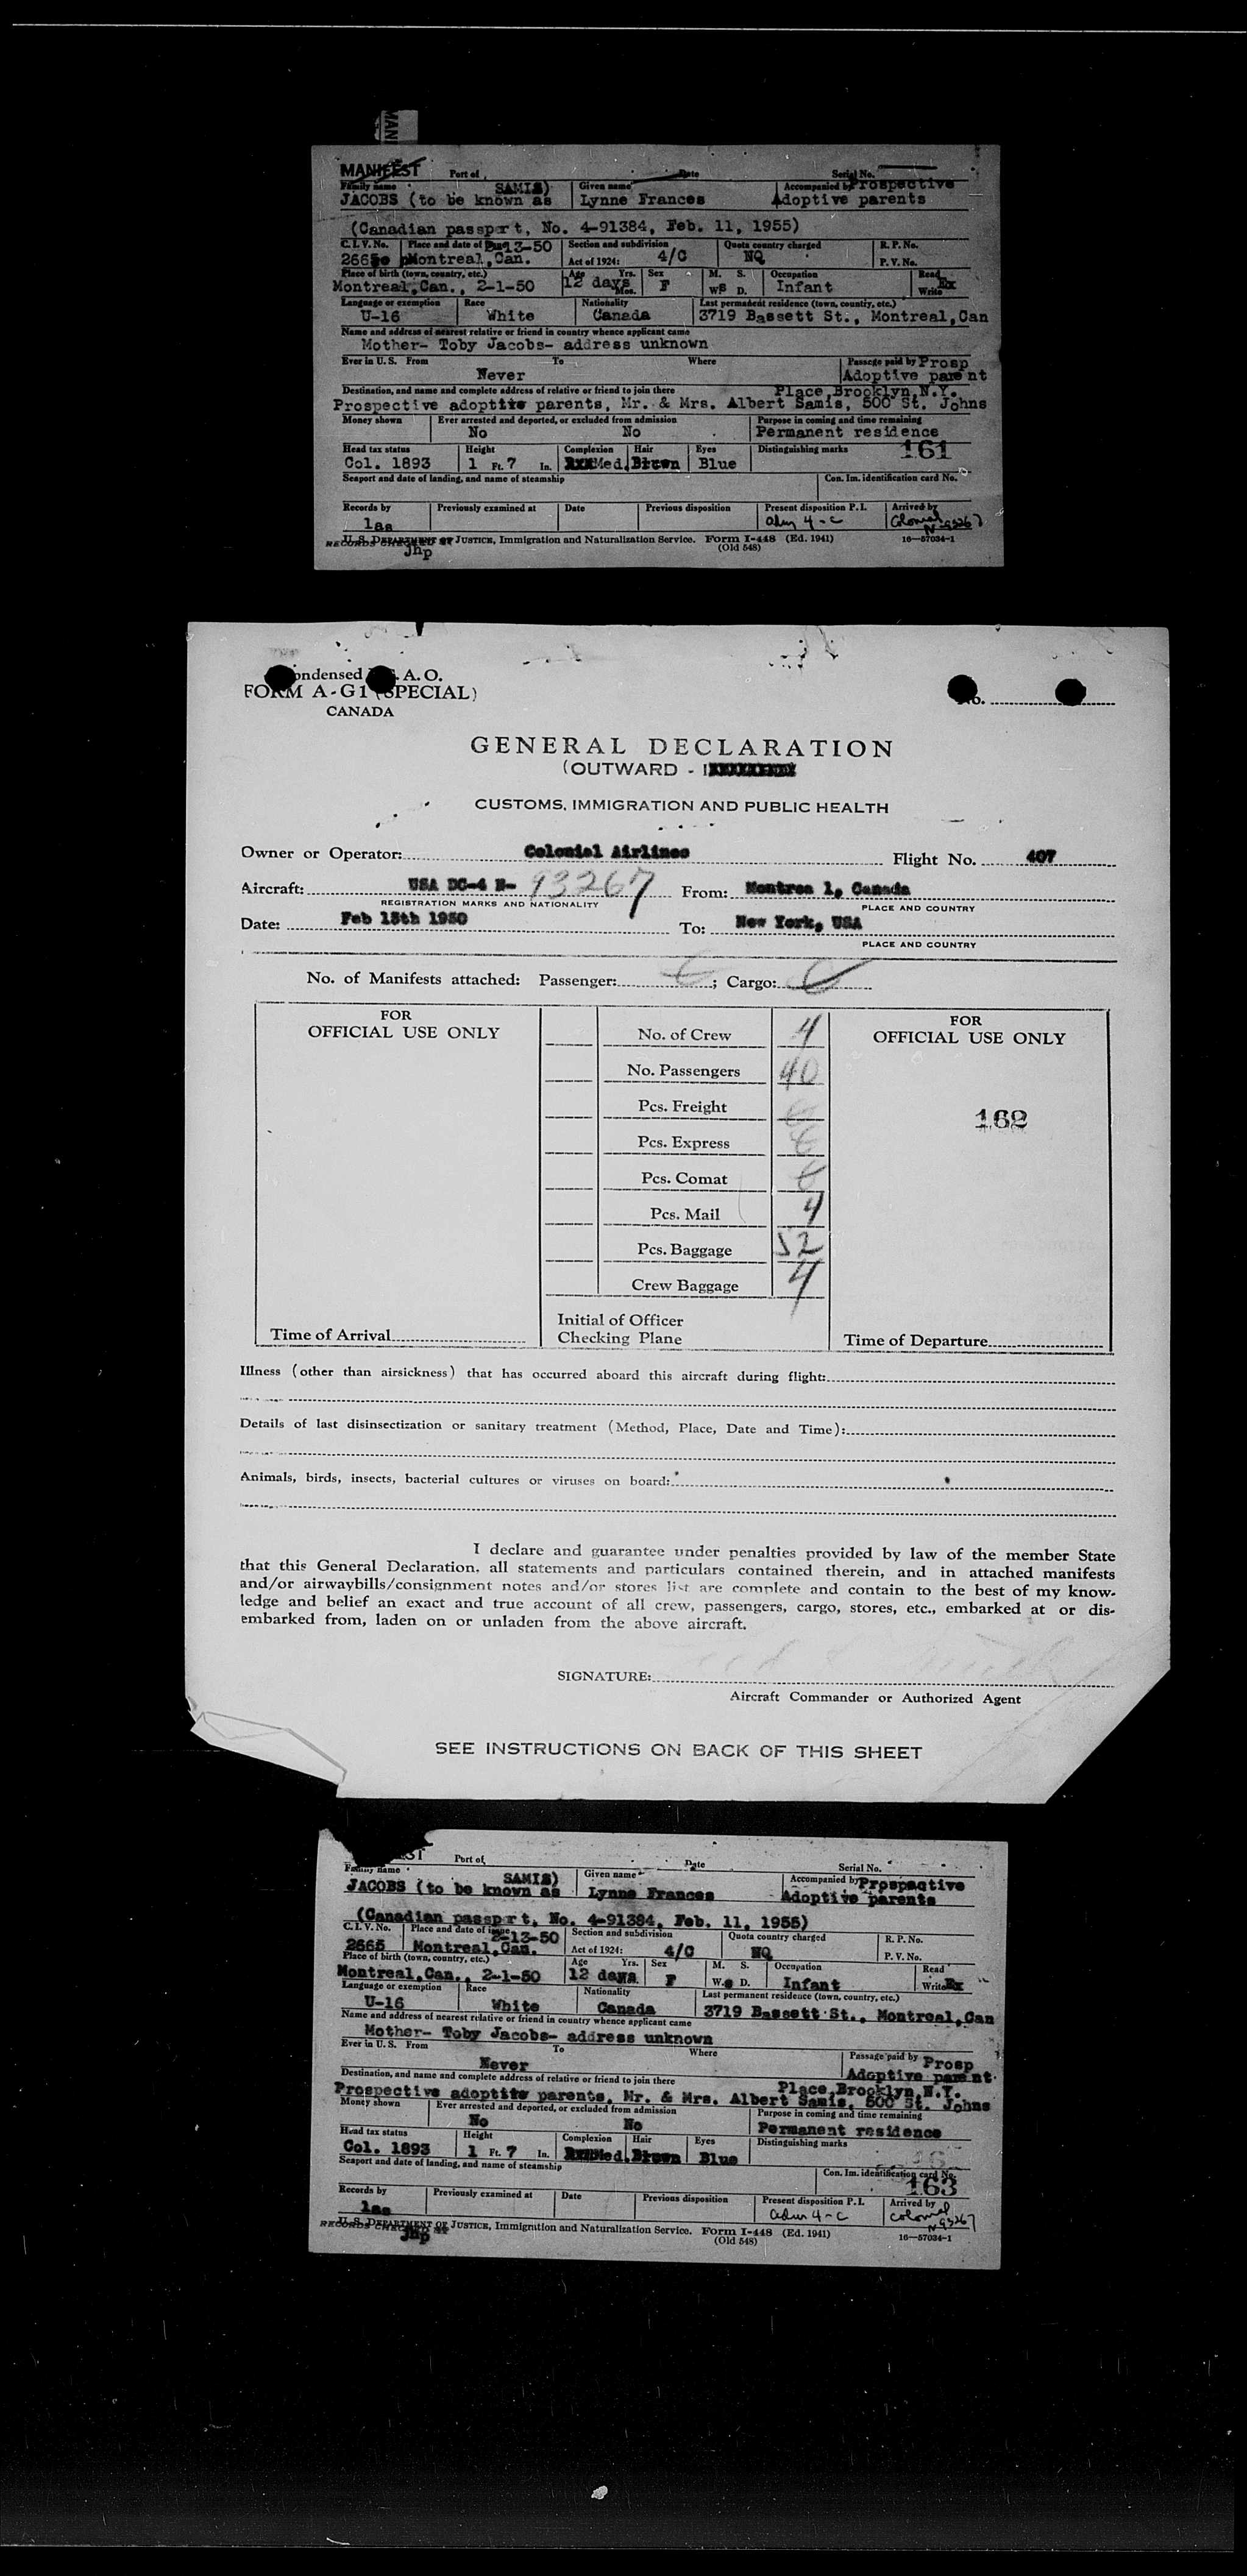 MANI
MANIFEST Port of Date Serial No.
Family name SAMIS) Given name Accompanied by Prospective
JACOBS (to be known as Lynne Frances Adoptive parents
(Canadian passprt, No. 4-91384, Feb. 11, 1955)
C. I. V. No. Place and date of 13-50 Section and subdivision Quota country charged R. P. No.
Montreal,Can. Act of 1924: 4/C NQ P. V. No.
Place of birth (town, country, etc.) Age Yrs. Sex M. S. Occupation Read
Montreal,Can., 2-1-50 12 days Mos. F W. D. Infant Write
Language or exemption Race Nationality Last permanent residence (town, country, etc.)
U-16 White Canada 3719 Bassett St., Montreal,Can
Name and address of nearest relative or friend in country whence applicant came
Mother- Toby Jacobs- address unknown
Ever in U. S. From To Where Passage paid by Prosp
Never Adoptive parent
Destination, and name and complete address of relative or friend to join there Place,Brooklyn,N.Y.
Prospective adoptive parents, Mr. & Mrs. Albert Samis, 500 St. Johns
Money shown Ever arrested and deported, or excluded from admission Purpose in coming and time remaining
No No Permanent residence
Head tax status Height Complexion Hair Eyes Distinguishing marks 161
Col. 1893 1 Ft. 7 In. Med. Brown Blue
Seaport and date of landing, and name of steamship Con. Im. identification card No.
Records by Previously examined at Date Previous disposition Present disposition P. I. Arrived by
laa Adm 4-C Colonial
N-93267
U. S. DEPARTMENT OF JUSTICE, Immigration and Naturalization Service. Form I-448 (Ed. 1941) 16—57034-1
jhp (Old 548)
ondensed A. O.
FORM A-G1 (SPECIAL) No.
CANADA
GENERAL DECLARATION
(OUTWARD - I
CUSTOMS, IMMIGRATION AND PUBLIC HEALTH
Owner or Operator: Colonial Airlines Flight No. 407
Aircraft: USA DC-4 N- 93267 From: Montrea l, Canada
REGISTRATION MARKS AND NATIONALITY PLACE AND COUNTRY
Date: Feb 15th 1950 To: New York, USA
PLACE AND COUNTRY
No. of Manifests attached: Passenger: ; Cargo:
FOR OFFICIAL USE ONLY
No. of Crew 4
No. Passengers 40
FOR OFFICIAL USE ONLY
Pcs. Freight
162
Pcs. Express
Pcs. Comat
Pcs. Mail 4
Pcs. Baggage 52
Crew Baggage 4
Time of Arrival Initial of Officer Checking Plane Time of Departure
Illness (other than airsickness) that has occurred aboard this aircraft during flight:
Details of last disinsectization or sanitary treatment (Method, Place, Date and Time):
Animals, birds, insects, bacterial cultures or viruses on board:
I declare and guarantee under penalties provided by law of the member State
that this General Declaration, all statements and particulars contained therein, and in attached manifests
and/or airwaybills/consignment notes and/or stores list are complete and contain to the best of my know-
ledge and belief an exact and true account of all crew, passengers, cargo, stores, etc., embarked at or dis-
embarked from, laden on or unladen from the above aircraft.
SIGNATURE:
Aircraft Commander or Authorized Agent
SEE INSTRUCTIONS ON BACK OF THIS SHEET
Port of Date Serial No.
Family name SAMIS) Given name Accompanied by Prospective
JACOBS (to be known as Lynne Frances Adoptive parents
(Canadian passprt, No. 4-91384, Feb. 11, 1955)
C. I. V. No. Place and date of issue 2-13-50 Section and subdivision Quota country charged R. P. No.
2665 Montreal,Can. Act of 1924: 4/C NQ P. V. No.
Place of birth (town, country, etc.) Age Yrs. Sex M. S. Occupation Read
Montreal,Can., 2-1-50 12 days F W. D. Infant Write Ex
Language or exemption Race Nationality Last permanent residence (town, country, etc.)
U-16 White Canada 3719 Bassett St., Montreal,Can
Name and address of nearest relative or friend in country whence applicant came
Mother- Toby Jacobs- address unknown
Ever in U. S. From To Where Passage paid by Prosp
Never Adoptive parent
Destination, and name and complete address of relative or friend to join there Place,Brooklyn,N.Y.
Prospective adoptive parents, Mr. & Mrs. Albert Samis, 500 St. Johns
Money shown Ever arrested and deported, or excluded from admission Purpose in coming and time remaining
No No Permanent residence
Head tax status Height Complexion Hair Eyes Distinguishing marks
Col. 1893 1 Ft. 7 In. Med. Brown Blue
Seaport and date of landing, and name of steamship Con. Im. identification card No.
163
Records by Previously examined at Date Previous disposition Present disposition P. I. Arrived by
laa Adm 4-C Colonial
N93267
U. S. DEPARTMENT OF JUSTICE, Immigration and Naturalization Service. Form I-448 (Ed. 1941) 16—57034-1
jhp (Old 548)